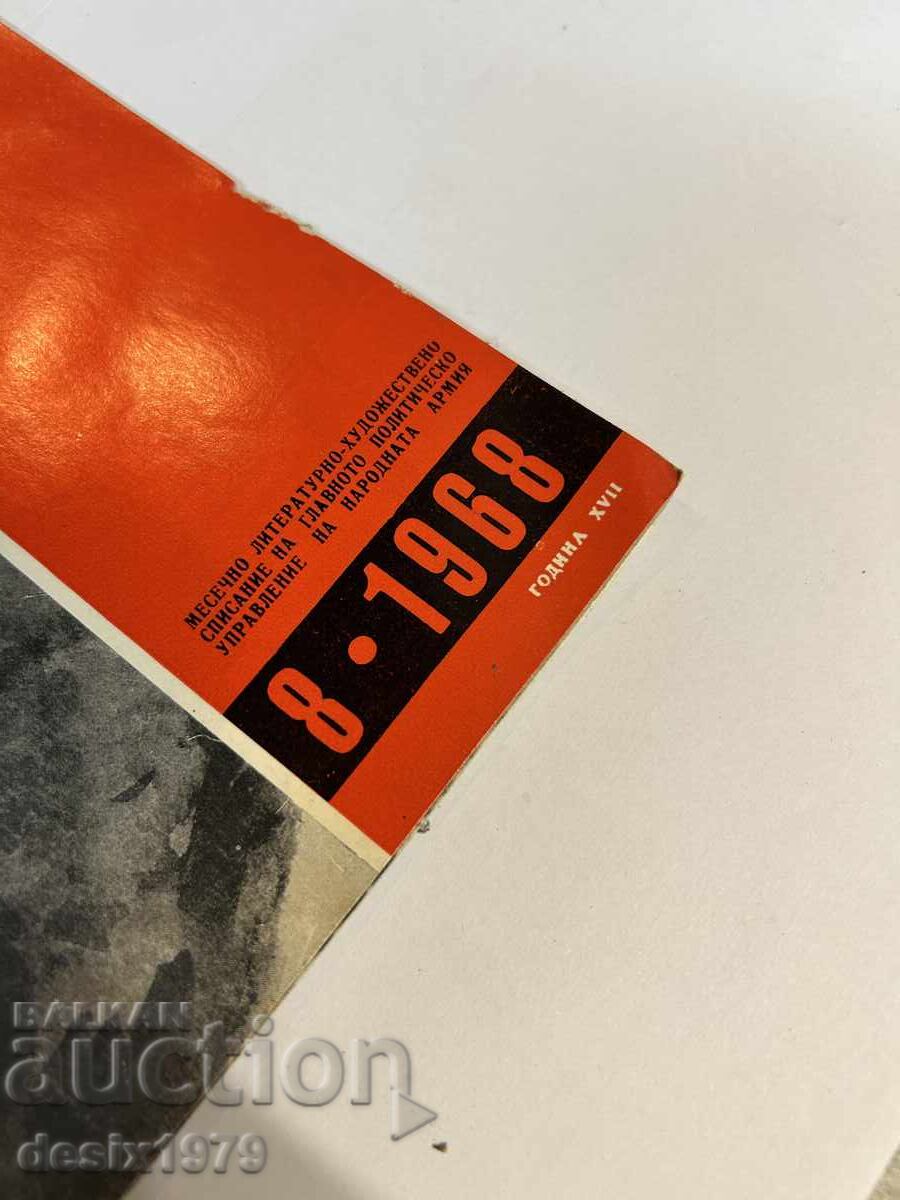 МЕСЕЧНО ЛИТЕРАТУРНО-ХУДОЖЕСТВЕНО
СПИСАНИЕ НА ГЛАВНОТО ПОЛИТИЧЕСКО
УПРАВЛЕНИЕ НА НАРОДНАТА АРМИЯ
8 • 1968
ГОДИНА XVII
BALKAN
auction
desix1979